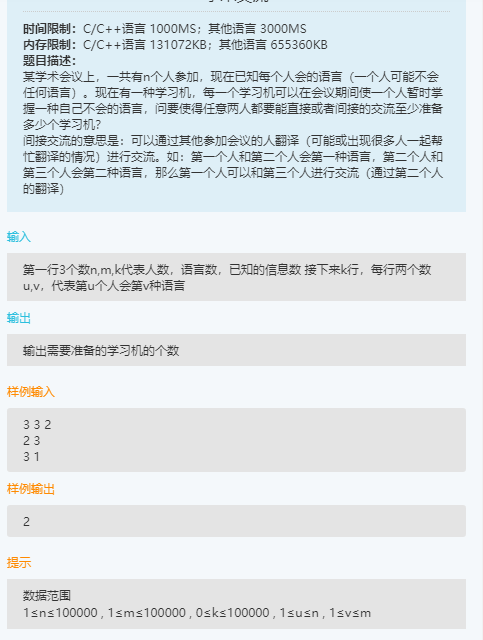 时间限制：C/C++语言 1000MS；其他语言 3000MS
内存限制：C/C++语言 131072KB；其他语言 655360KB
题目描述：
某学术会议上，一共有n个人参加，现在已知每个人会的语言（一个人可能不会
任何语言）。现在有一种学习机，每一个学习机可以在会议期间使一个人暂时掌
握一种自己不会的语言，问要使得任意两人都要能直接或者间接的交流至少准备
多少个学习机？
间接交流的意思是：可以通过其他参加会议的人翻译（可能或出现很多人一起帮
忙翻译的情况）进行交流。如：第一个人和第二个人会第一种语言，第二个人和
第三个人会第二种语言，那么第一个人可以和第三个人进行交流（通过第二个人
的翻译）
输入
第一行3个数n,m,k代表人数，语言数，已知的信息数 接下来k行，每行两个数
u,v，代表第u个人会第v种语言
输出
输出需要准备的学习机的个数
样例输入
3 3 2
2 3
3 1
样例输出
2
提示
数据范围
1≤n≤100000 , 1≤m≤100000 , 0≤k≤100000 , 1≤u≤n , 1≤v≤m